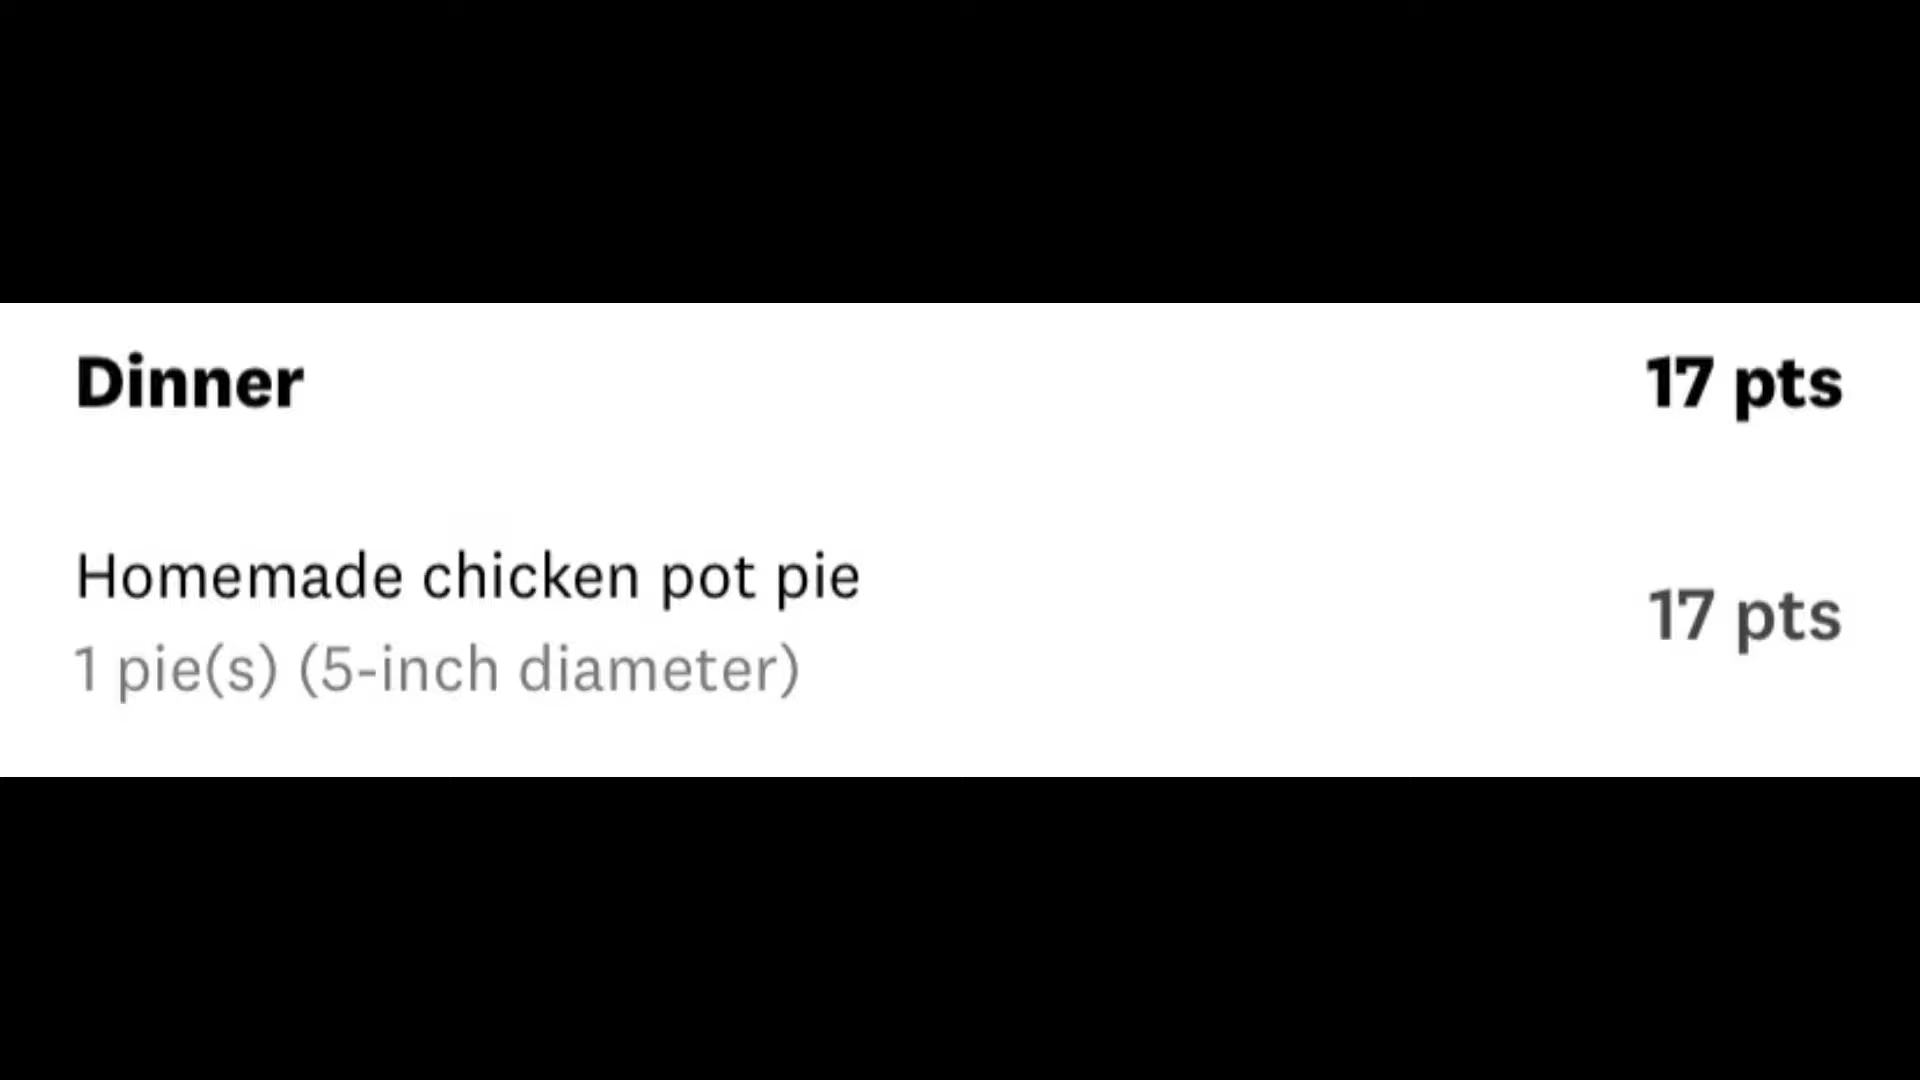 Dinner 17 pts
Homemade chicken pot pie 17 pts
1 pie(s) (5-inch diameter)